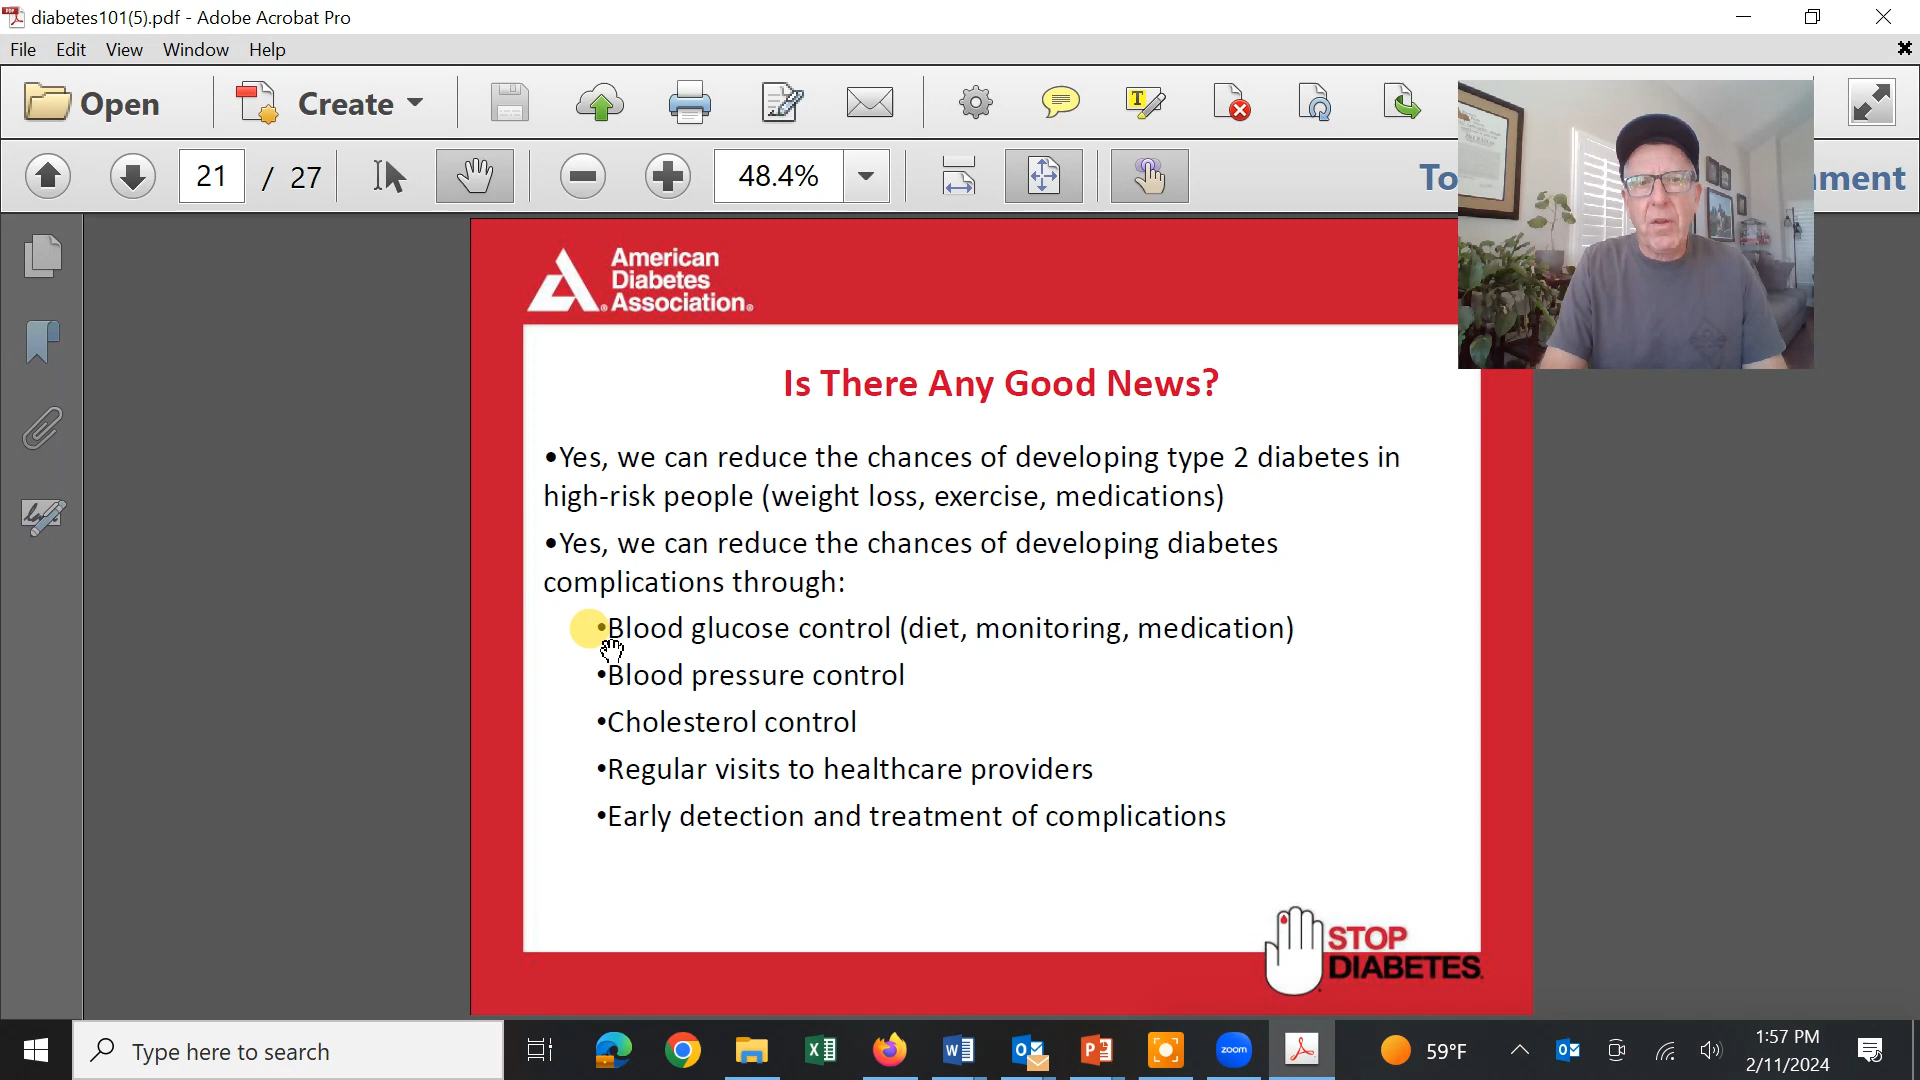 diabetes101(5).pdf - Adobe Acrobat Pro
File Edit View Window Help
Open Create
21 / 27 48.4% To ment
American
Diabetes
Association®
Is There Any Good News?
•Yes, we can reduce the chances of developing type 2 diabetes in
high-risk people (weight loss, exercise, medications)
•Yes, we can reduce the chances of developing diabetes
complications through:
•Blood glucose control (diet, monitoring, medication)
•Blood pressure control
•Cholesterol control
•Regular visits to healthcare providers
•Early detection and treatment of complications
STOP
DIABETES
Type here to search
zoom
59°F
1:57 PM
2/11/2024